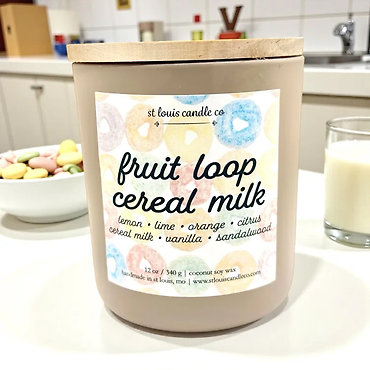 st louis candle co
fruit loop
cereal milk
lemon • lime • orange • citrus
cereal milk • vanilla • sandalwood
12 oz / 340 g | coconut soy wax
handmade in st louis, mo | www.stlouiscandleco.com